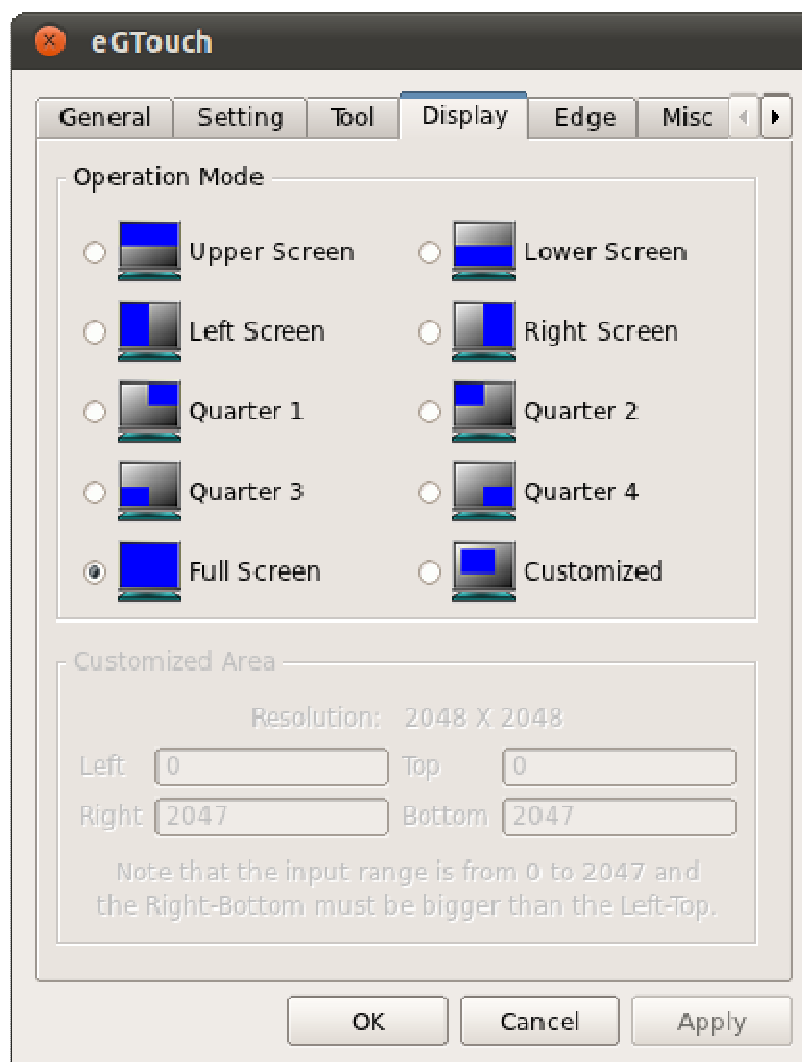 eGTouch
General Setting Tool Display Edge Misc
Operation Mode
Upper Screen Lower Screen
Left Screen Right Screen
Quarter 1 Quarter 2
Quarter 3 Quarter 4
Full Screen Customized
Customized Area
Resolution: 2048 X 2048
Left 0 Top 0
Right 2047 Bottom 2047
Note that the input range is from 0 to 2047 and
the Right-Bottom must be bigger than the Left-Top.
OK Cancel Apply